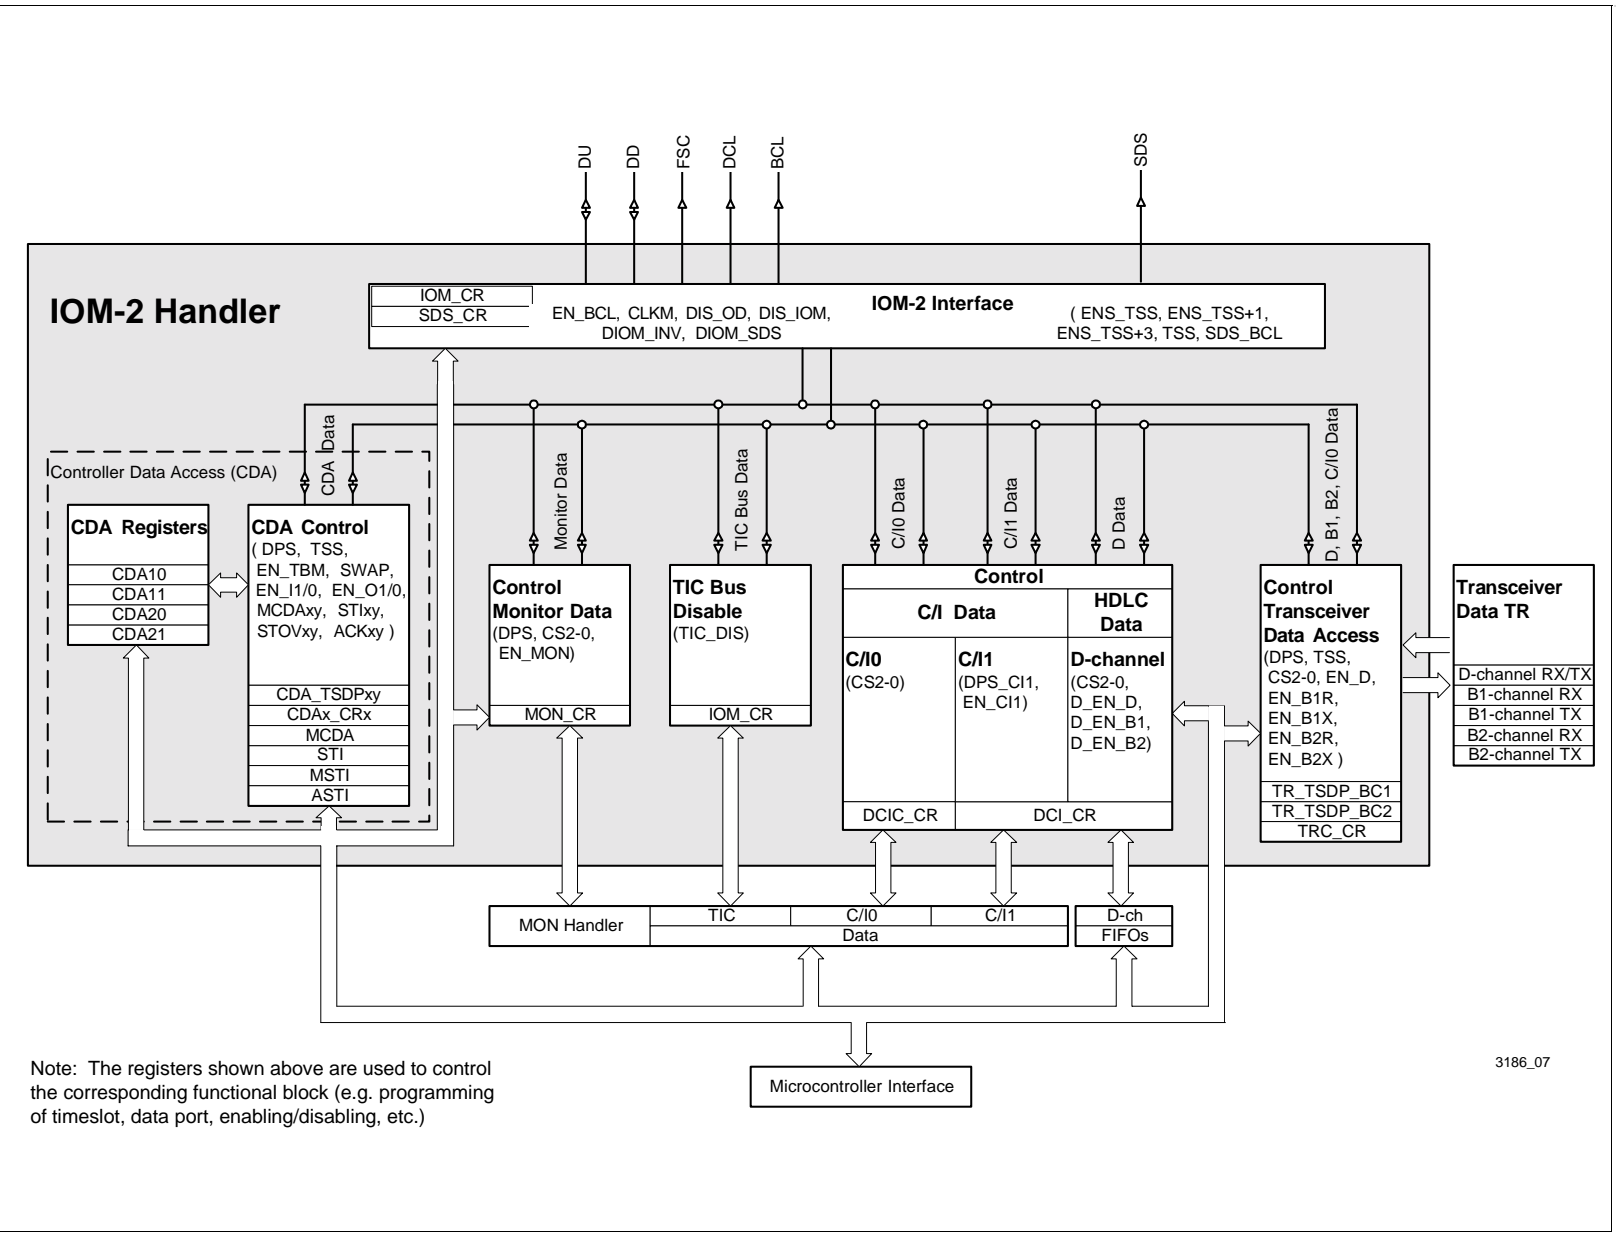 DU
DD
FSC
DCL
BCL
SDS
IOM-2 Handler
IOM_CR
SDS_CR
EN_BCL, CLKM, DIS_OD, DIS_IOM,
DIOM_INV, DIOM_SDS
IOM-2 Interface
( ENS_TSS, ENS_TSS+1,
ENS_TSS+3, TSS, SDS_BCL
CDA Data
Monitor Data
TIC Bus Data
C/I0 Data
C/I1 Data
D Data
D, B1, B2, C/I0 Data
Controller Data Access (CDA)
CDA Registers
CDA10
CDA11
CDA20
CDA21
CDA Control
( DPS, TSS,
EN_TBM, SWAP,
EN_I1/0, EN_O1/0,
MCDAxy, STIxy,
STOVxy, ACKxy )
CDA_TSDPxy
CDAx_CRx
MCDA
STI
MSTI
ASTI
Control
Monitor Data
(DPS, CS2-0,
EN_MON)
MON_CR
TIC Bus
Disable
(TIC_DIS)
IOM_CR
Control
C/I Data
HDLC
Data
C/I0
(CS2-0)
C/I1
(DPS_CI1,
EN_CI1)
D-channel
(CS2-0,
D_EN_D,
D_EN_B1,
D_EN_B2)
DCIC_CR
DCI_CR
Control
Transceiver
Data Access
(DPS, TSS,
CS2-0, EN_D,
EN_B1R,
EN_B1X,
EN_B2R,
EN_B2X )
TR_TSDP_BC1
TR_TSDP_BC2
TRC_CR
Transceiver
Data TR
D-channel RX/TX
B1-channel RX
B1-channel TX
B2-channel RX
B2-channel TX
MON Handler
TIC
C/I0
C/I1
Data
D-ch
FIFOs
Microcontroller Interface
Note: The registers shown above are used to control
the corresponding functional block (e.g. programming
of timeslot, data port, enabling/disabling, etc.)
3186_07